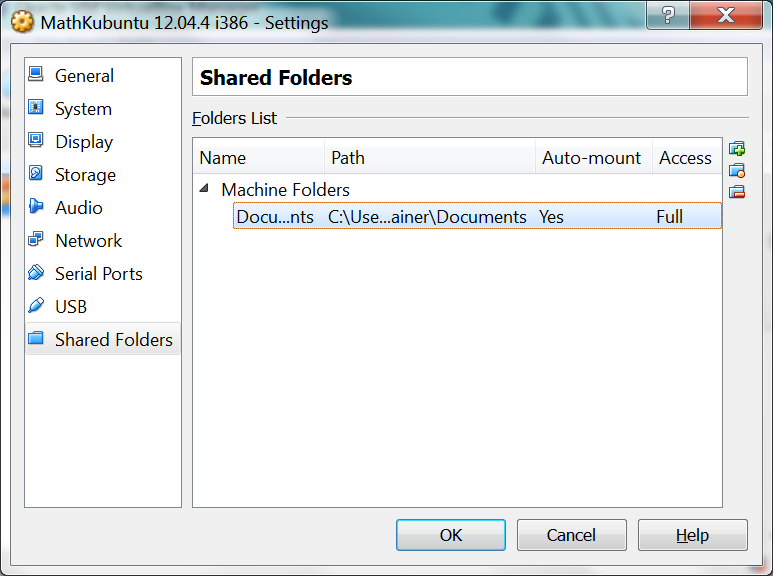 MathKubuntu 12.04.4 i386 - Settings
?
General
System
Display
Storage
Audio
Network
Serial Ports
USB
Shared Folders
Shared Folders
Folders List
Name Path Auto-mount Access
Machine Folders
Docu...nts C:\Use...ainer\Documents Yes Full
OK Cancel Help